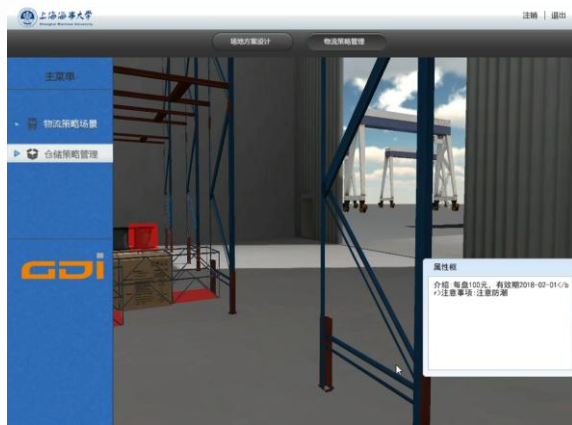 上海海事大学
Shanghai Maritime University
注销 | 退出
场地方案设计
物流策略管理
主菜单
物流策略场景
仓储策略管理
GDi
属性框
介绍:每盘100元，有效期2018-02-01</b
r>注意事项:注意防潮